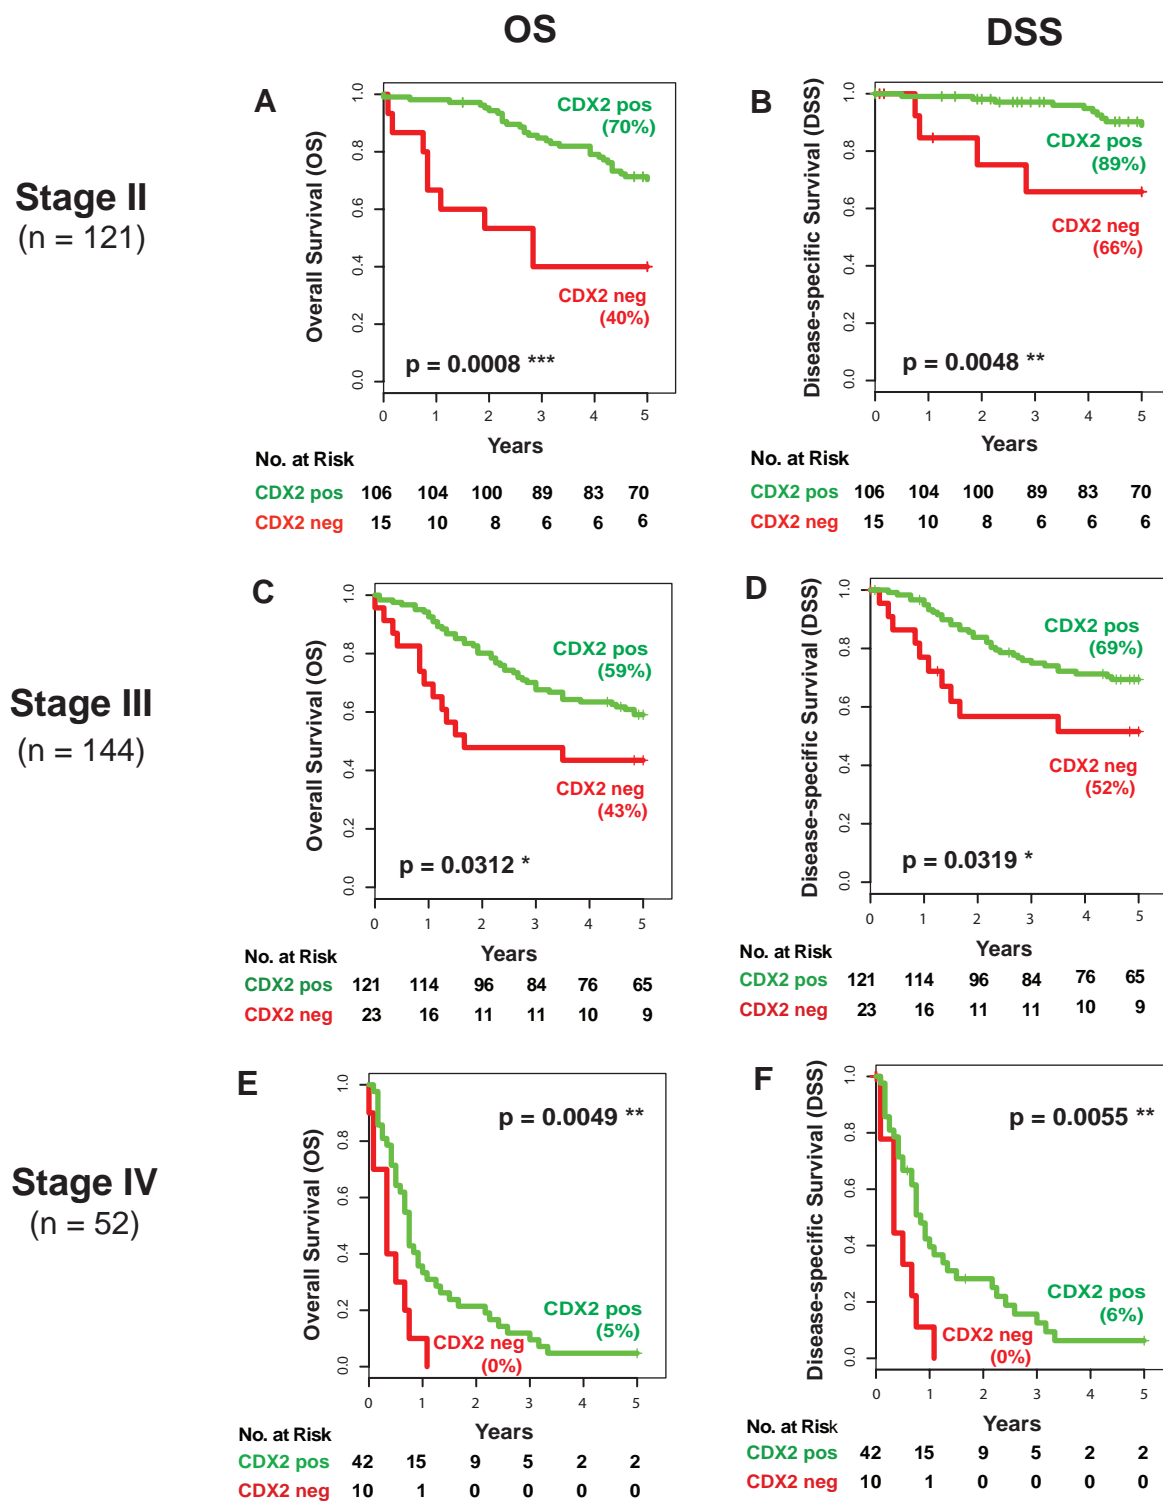 OS
DSS
Stage II
(n = 121)
A
Overall Survival (OS)
1.0
0.8
0.6
0.4
0.2
0.0
CDX2 pos
(70%)
CDX2 neg
(40%)
p = 0.0008 ***
0 1 2 3 4 5
Years
No. at Risk
CDX2 pos 106 104 100 89 83 70
CDX2 neg 15 10 8 6 6 6
B
Disease-specific Survival (DSS)
1.0
0.8
0.6
0.4
0.2
0.0
CDX2 pos
(89%)
CDX2 neg
(66%)
p = 0.0048 **
0 1 2 3 4 5
Years
No. at Risk
CDX2 pos 106 104 100 89 83 70
CDX2 neg 15 10 8 6 6 6
Stage III
(n = 144)
C
Overall Survival (OS)
1.0
0.8
0.6
0.4
0.2
0.0
CDX2 pos
(59%)
CDX2 neg
(43%)
p = 0.0312 *
0 1 2 3 4 5
Years
No. at Risk
CDX2 pos 121 114 96 84 76 65
CDX2 neg 23 16 11 11 10 9
D
Disease-specific Survival (DSS)
1.0
0.8
0.6
0.4
0.2
0.0
CDX2 pos
(69%)
CDX2 neg
(52%)
p = 0.0319 *
0 1 2 3 4 5
Years
No. at Risk
CDX2 pos 121 114 96 84 76 65
CDX2 neg 23 16 11 11 10 9
Stage IV
(n = 52)
E
Overall Survival (OS)
1.0
0.8
0.6
0.4
0.2
0.0
p = 0.0049 **
CDX2 pos
(5%)
CDX2 neg
(0%)
0 1 2 3 4 5
Years
No. at Risk
CDX2 pos 42 15 9 5 2 2
CDX2 neg 10 1 0 0 0 0
F
Disease-specific Survival (DSS)
1.0
0.8
0.6
0.4
0.2
0.0
p = 0.0055 **
CDX2 pos
(6%)
CDX2 neg
(0%)
0 1 2 3 4 5
Years
No. at Risk
CDX2 pos 42 15 9 5 2 2
CDX2 neg 10 1 0 0 0 0